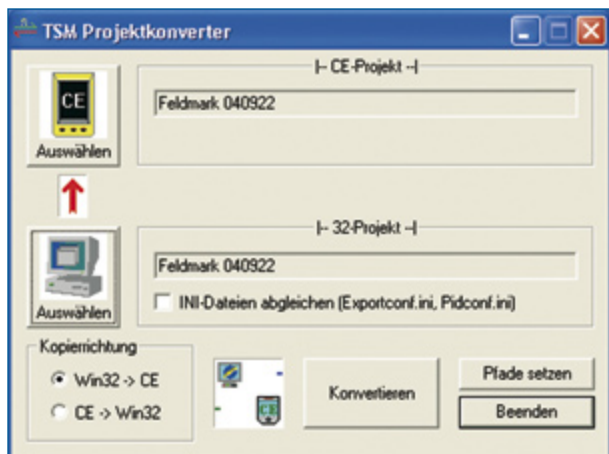 TSM Projektkonverter
|- CE-Projekt -|
CE
Feldmark 040922
Auswählen
|- 32-Projekt -|
Feldmark 040922
INI-Dateien abgleichen (Exportconf.ini, Pidconf.ini)
Auswählen
Kopierrichtung
Win32 -> CE
CE -> Win32
CE
Konvertieren
Pfade setzen
Beenden